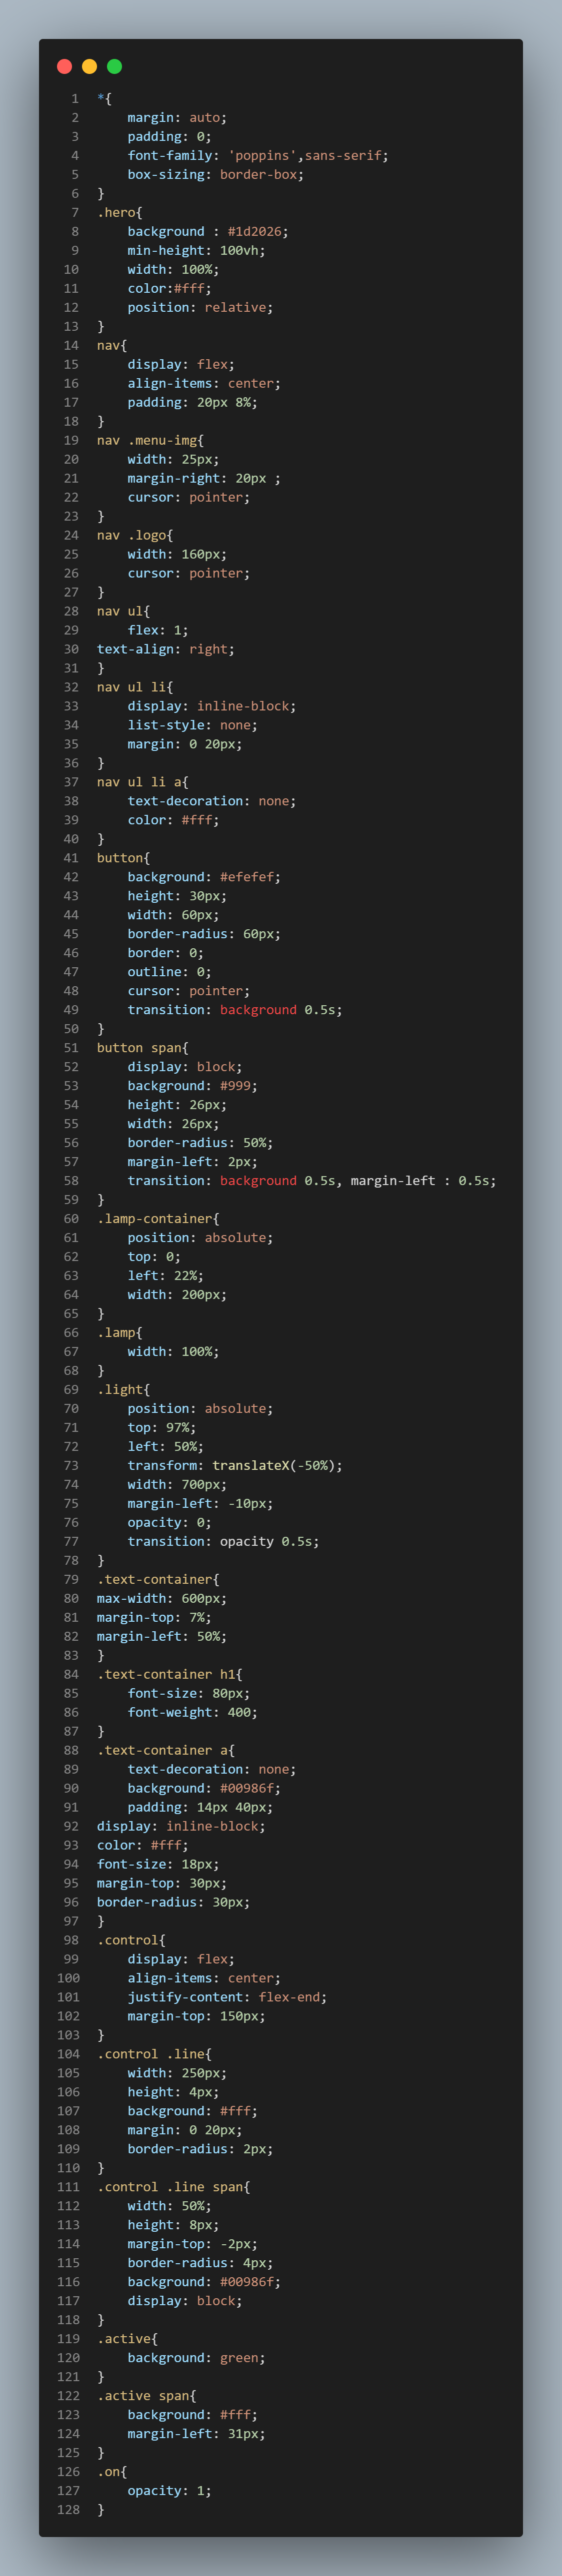 1 *{
2     margin: auto;
3     padding: 0;
4     font-family: 'poppins',sans-serif;
5     box-sizing: border-box;
6 }
7 .hero{
8     background : #1d2026;
9     min-height: 100vh;
10     width: 100%;
11     color:#fff;
12     position: relative;
13 }
14 nav{
15     display: flex;
16     align-items: center;
17     padding: 20px 8%;
18 }
19 nav .menu-img{
20     width: 25px;
21     margin-right: 20px ;
22     cursor: pointer;
23 }
24 nav .logo{
25     width: 160px;
26     cursor: pointer;
27 }
28 nav ul{
29     flex: 1;
30 text-align: right;
31 }
32 nav ul li{
33     display: inline-block;
34     list-style: none;
35     margin: 0 20px;
36 }
37 nav ul li a{
38     text-decoration: none;
39     color: #fff;
40 }
41 button{
42     background: #efefef;
43     height: 30px;
44     width: 60px;
45     border-radius: 60px;
46     border: 0;
47     outline: 0;
48     cursor: pointer;
49     transition: background 0.5s;
50 }
51 button span{
52     display: block;
53     background: #999;
54     height: 26px;
55     width: 26px;
56     border-radius: 50%;
57     margin-left: 2px;
58     transition: background 0.5s, margin-left : 0.5s;
59 }
60 .lamp-container{
61     position: absolute;
62     top: 0;
63     left: 22%;
64     width: 200px;
65 }
66 .lamp{
67     width: 100%;
68 }
69 .light{
70     position: absolute;
71     top: 97%;
72     left: 50%;
73     transform: translateX(-50%);
74     width: 700px;
75     margin-left: -10px;
76     opacity: 0;
77     transition: opacity 0.5s;
78 }
79 .text-container{
80 max-width: 600px;
81 margin-top: 7%;
82 margin-left: 50%;
83 }
84 .text-container h1{
85     font-size: 80px;
86     font-weight: 400;
87 }
88 .text-container a{
89     text-decoration: none;
90     background: #00986f;
91     padding: 14px 40px;
92 display: inline-block;
93 color: #fff;
94 font-size: 18px;
95 margin-top: 30px;
96 border-radius: 30px;
97 }
98 .control{
99     display: flex;
100     align-items: center;
101     justify-content: flex-end;
102     margin-top: 150px;
103 }
104 .control .line{
105     width: 250px;
106     height: 4px;
107     background: #fff;
108     margin: 0 20px;
109     border-radius: 2px;
110 }
111 .control .line span{
112     width: 50%;
113     height: 8px;
114     margin-top: -2px;
115     border-radius: 4px;
116     background: #00986f;
117     display: block;
118 }
119 .active{
120     background: green;
121 }
122 .active span{
123     background: #fff;
124     margin-left: 31px;
125 }
126 .on{
127     opacity: 1;
128 }